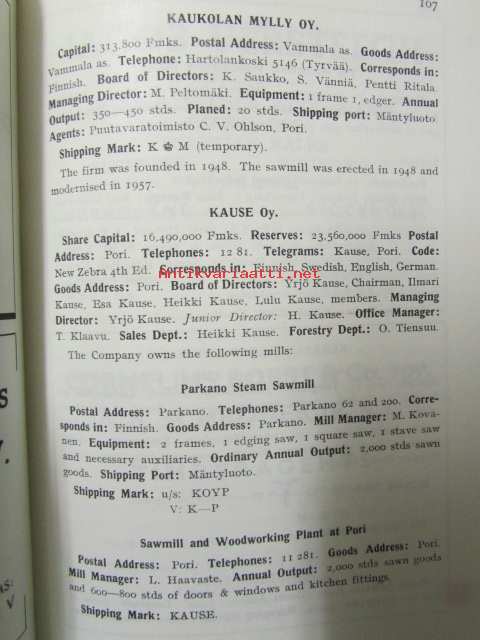 107
KAUKOLAN MYLLY OY.
Capital: 313,800 Fmks. Postal Address: Vammala as. Goods Address:
Vammala as. Telephone: Hartolankoski 5146 (Tyrvää). Corresponds in:
Finnish. Board of Directors: K. Saukko, S. Vänniä, Pentti Ritala.
Managing Director: M. Peltomäki. Equipment: 1 frame 1, edger. Annual
Output: 350—450 stds. Planed: 20 stds. Shipping port: Mäntyluoto
Agents: Puutavaratoimisto C. V. Ohlson, Pori.
Shipping Mark: K ♚ M (temporary).
The firm was founded in 1948. The sawmill was erected in 1948 and
modernised in 1957.
KAUSE Oy.
Share Capital: 16,490,000 Fmks. Reserves: 23,560,000 Fmks Postal
Address: Pori. Telephones: 12 81. Telegrams: Kause, Pori. Code:
New Zebra 4th Ed. Corresponds in: Finnish, Swedish, English, German.
Goods Address: Pori. Board of Directors: Yrjö Kause, Chairman, Ilmari
Kause, Esa Kause, Heikki Kause, Lulu Kause, members. Managing
Director: Yrjö Kause. Junior Director: H. Kause. Office Manager:
T. Klaavu. Sales Dept.: Heikki Kause. Forestry Dept.: O. Tiensuu.
The Company owns the following mills:
Parkano Steam Sawmill
Postal Address: Parkano. Telephones: Parkano 62 and 200. Corre-
sponds in: Finnish. Goods Address: Parkano. Mill Manager: M. Kova-
nen. Equipment: 2 frames, 1 edging saw, 1 square saw, 1 stave saw
and necessary auxiliaries. Ordinary Annual Output: 2,000 stds sawn
goods. Shipping Port: Mäntyluoto.
Shipping Mark: u/s: KOYP
V: K—P
Sawmill and Woodworking Plant at Pori
Postal Address: Pori. Telephones: 11 281. Goods Address: Pori.
Mill Manager: L. Haavaste. Annual Output: 2,000 stds sawn goods
and 600—800 stds of doors & windows and kitchen fittings.
Shipping Mark: KAUSE.
Antikvariaatti.net